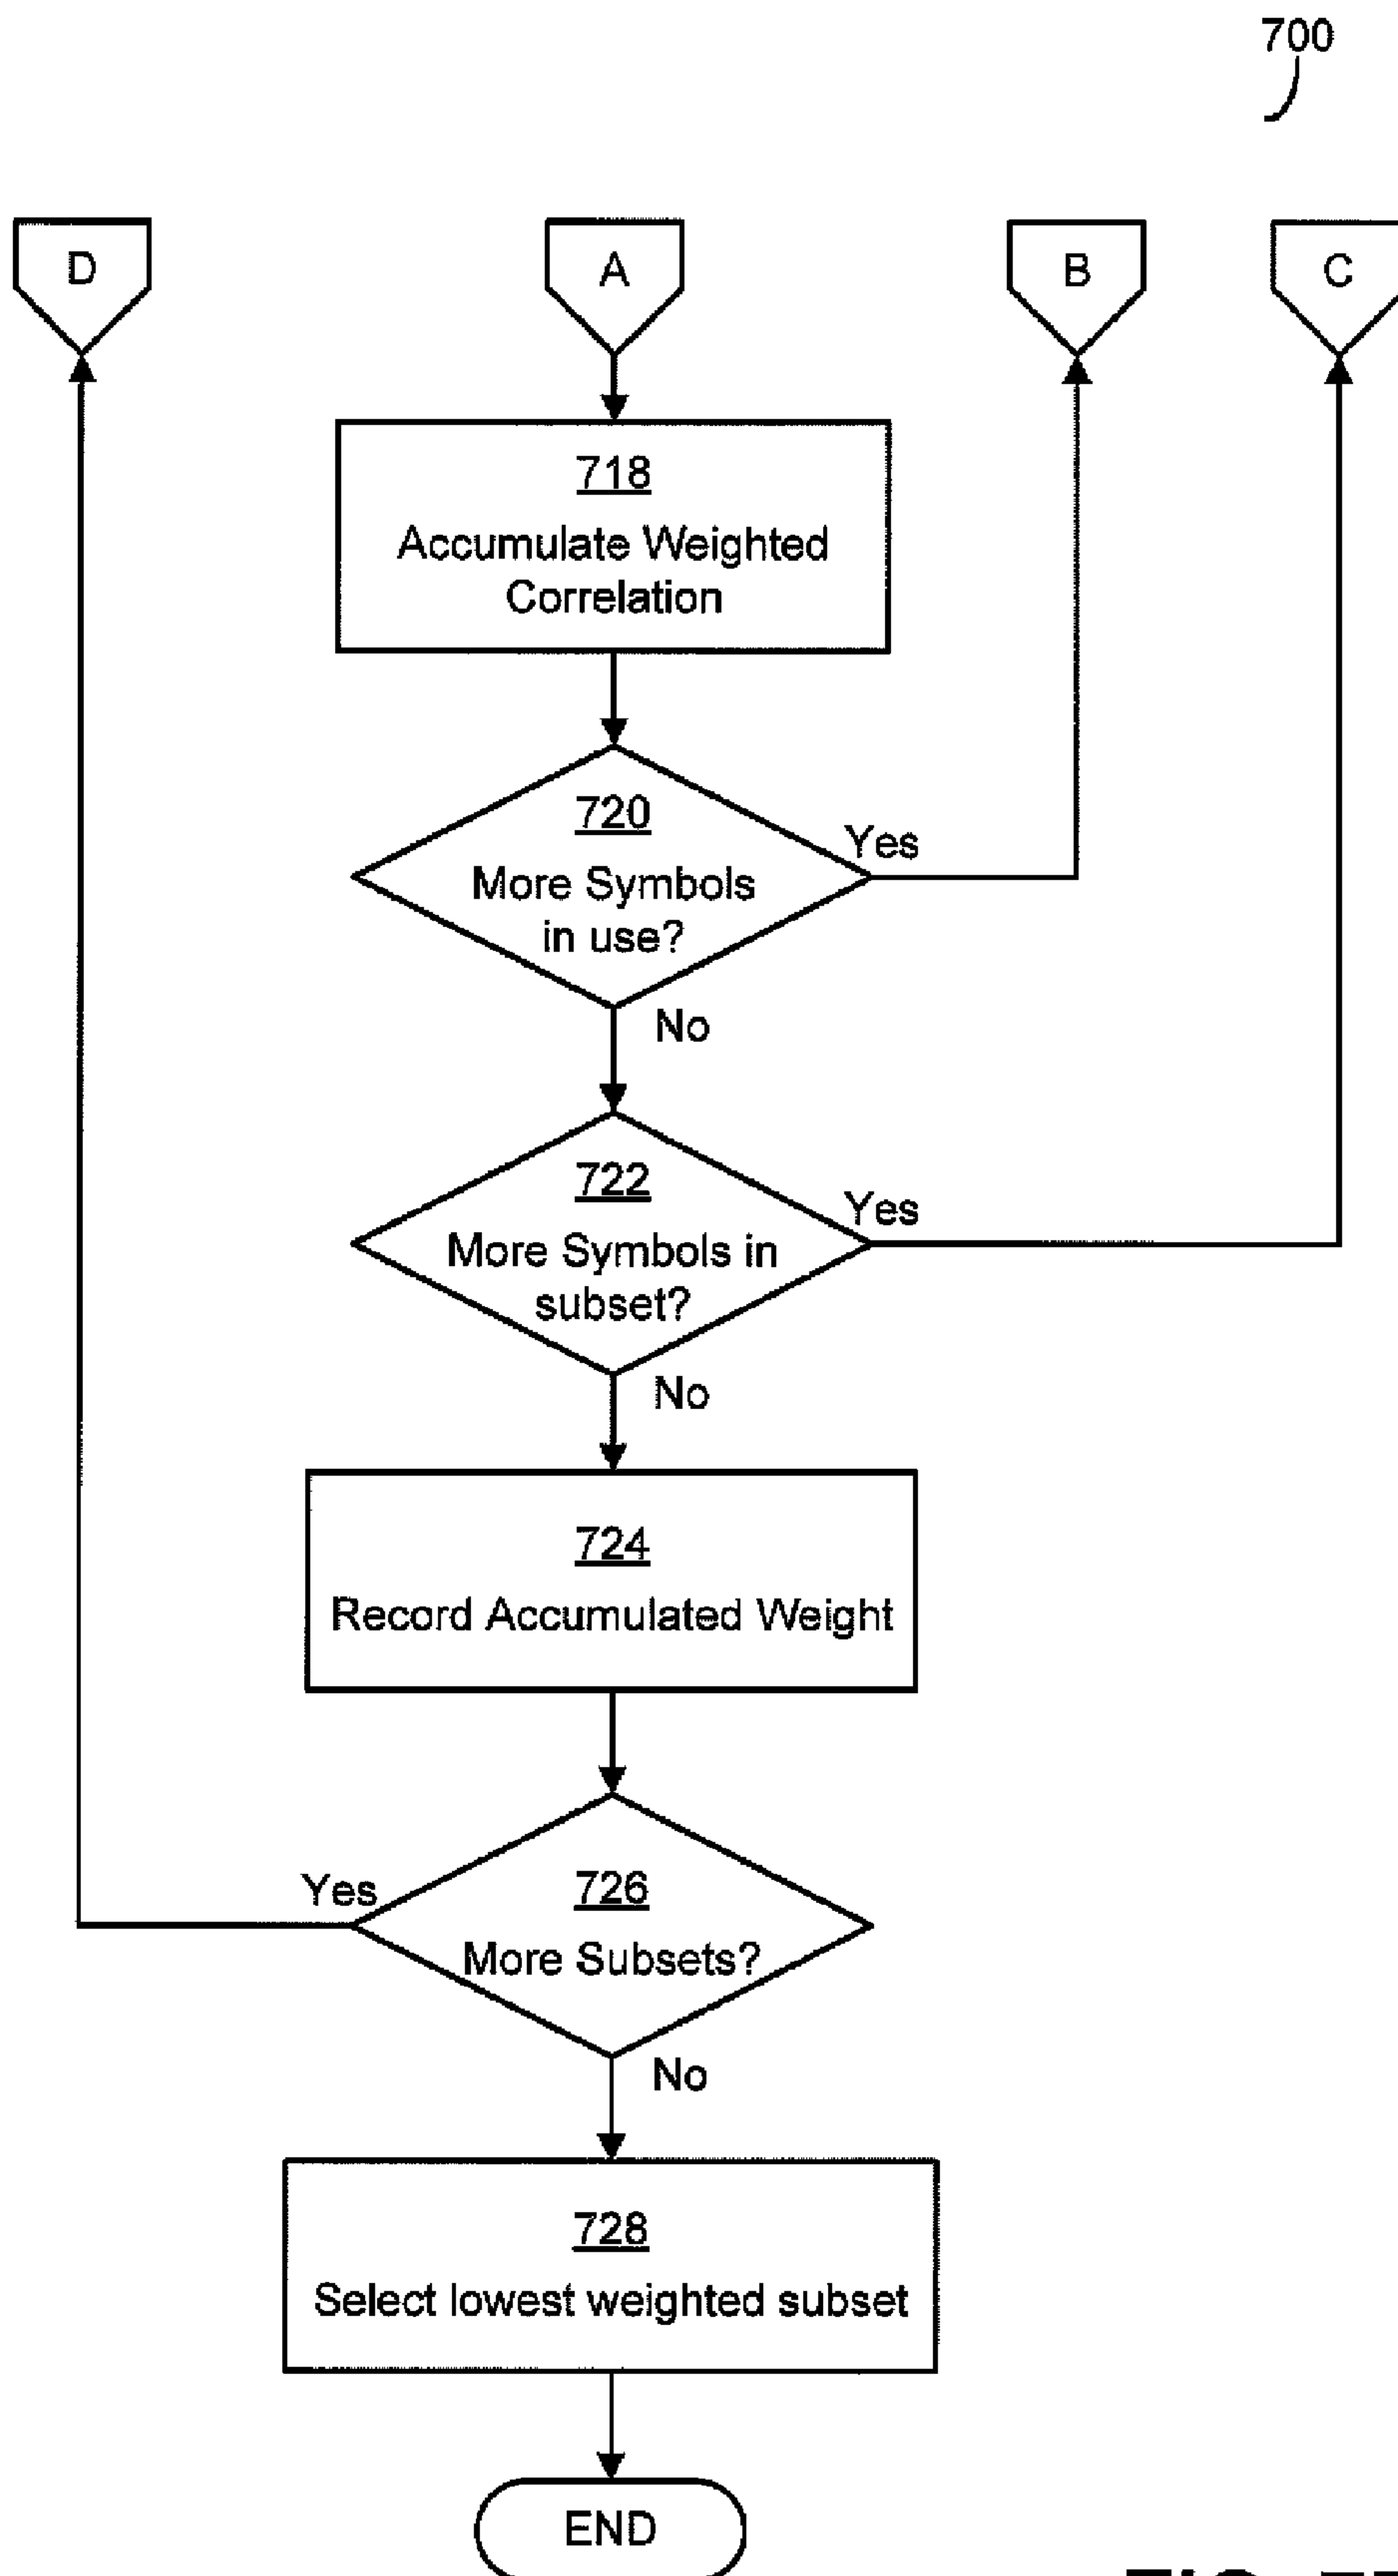 700
D
A
B
C
718
Accumulate Weighted
Correlation
720
More Symbols
in use?
Yes
No
722
More Symbols in
subset?
Yes
No
724
Record Accumulated Weight
Yes
726
More Subsets?
No
728
Select lowest weighted subset
END